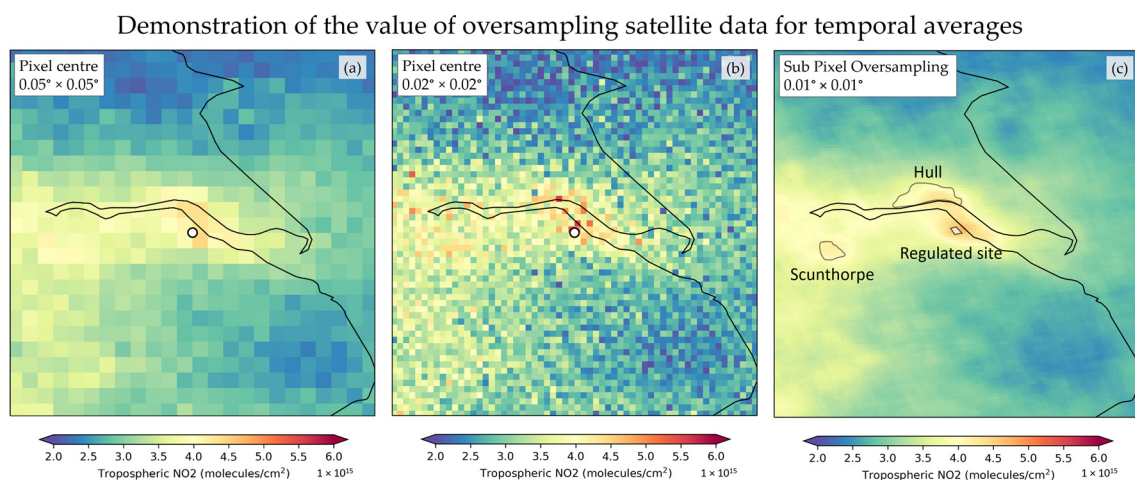 Demonstration of the value of oversampling satellite data for temporal averages
Pixel centre
0.05° × 0.05°
(a)
Pixel centre
0.02° × 0.02°
(b)
Sub Pixel Oversampling
0.01° × 0.01°
(c)
Hull
Regulated site
Scunthorpe
2.0 2.5 3.0 3.5 4.0 4.5 5.0 5.5 6.0
Tropospheric NO2 (molecules/cm²) 1 × 10¹⁵
2.0 2.5 3.0 3.5 4.0 4.5 5.0 5.5 6.0
Tropospheric NO2 (molecules/cm²) 1 × 10¹⁵
2.0 2.5 3.0 3.5 4.0 4.5 5.0 5.5 6.0
Tropospheric NO2 (molecules/cm²) 1 × 10¹⁵